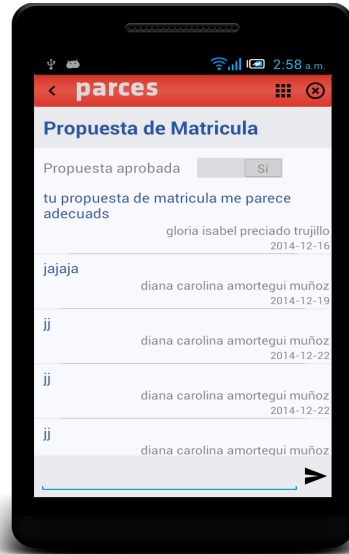 2:58 a.m.
parces
Propuesta de Matricula
Propuesta aprobada Sí
tu propuesta de matricula me parece
adecuads
gloria isabel preciado trujillo
2014-12-16
jajaja
diana carolina amortegui muñoz
2014-12-19
jj
diana carolina amortegui muñoz
2014-12-22
jj
diana carolina amortegui muñoz
2014-12-22
jj
diana carolina amortegui muñoz